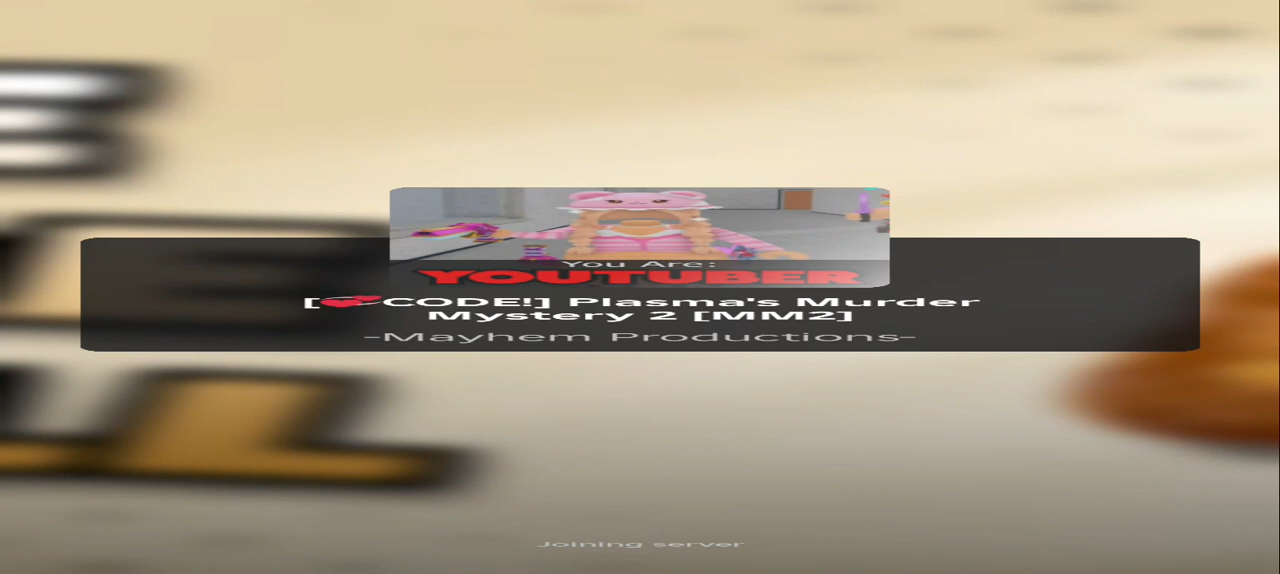 You Are:
YOUTUBER
[💞CODE!] Plasma's Murder
Mystery 2 [MM2]
-Mayhem Productions-
Joining server